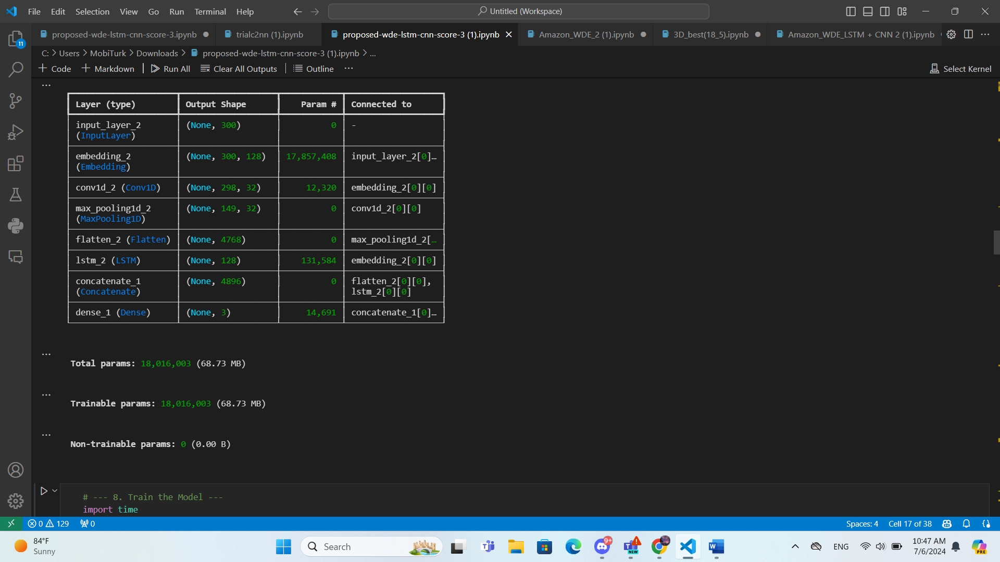 File Edit Selection View Go Run Terminal Help Untitled (Workspace)
proposed-wde-lstm-cnn-score-3.ipynb trialc2nn (1).ipynb proposed-wde-lstm-cnn-score-3 (1).ipynb Amazon_WDE_2 (1).ipynb 3D_best(18_5).ipynb Amazon_WDE_LSTM + CNN 2 (1).ipynb
C: > Users > MobiTurk > Downloads > proposed-wde-lstm-cnn-score-3 (1).ipynb > ...
+ Code + Markdown Run All Clear All Outputs Outline ... Select Kernel
11
...
Layer (type) Output Shape Param # Connected to
input_layer_2 (None, 300) 0 -
(InputLayer)
embedding_2 (None, 300, 128) 17,857,408 input_layer_2[0]…
(Embedding)
conv1d_2 (Conv1D) (None, 298, 32) 12,320 embedding_2[0][0]
max_pooling1d_2 (None, 149, 32) 0 conv1d_2[0][0]
(MaxPooling1D)
flatten_2 (Flatten) (None, 4768) 0 max_pooling1d_2[…
lstm_2 (LSTM) (None, 128) 131,584 embedding_2[0][0]
concatenate_1 (None, 4896) 0 flatten_2[0][0],
(Concatenate) lstm_2[0][0]
dense_1 (Dense) (None, 3) 14,691 concatenate_1[0]…
...
Total params: 18,016,003 (68.73 MB)
...
Trainable params: 18,016,003 (68.73 MB)
...
Non-trainable params: 0 (0.00 B)
# --- 8. Train the Model ---
import time
0 129 0 Spaces: 4 Cell 17 of 38
84°F
Sunny
Search
9+
NEW
ENG
10:47 AM
7/6/2024
PRE